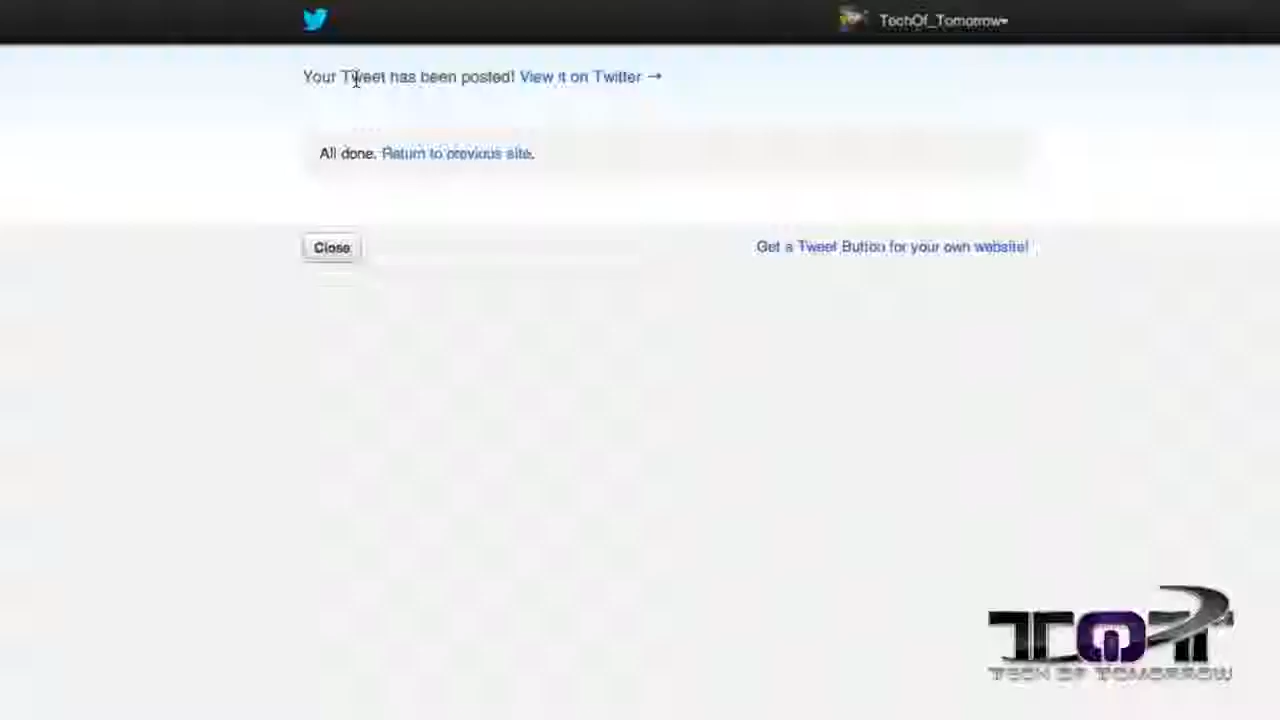 TechOf_Tomorrow
Your Tweet has been posted! View it on Twitter →
All done. Return to previous site.
Close
Get a Tweet Button for your own website!
TOT
TECH OF TOMORROW